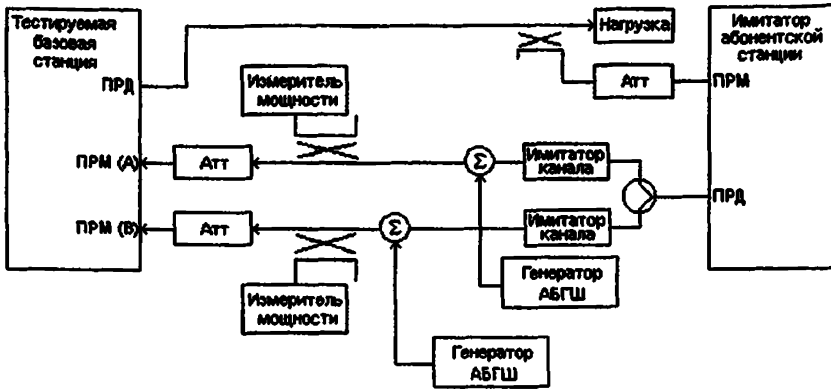 Тестируемая
базовая
станция
ПРД
ПРМ (А)
ПРМ (В)
Измеритель
мощности
Атт
Атт
Измеритель
мощности
Σ
Σ
Нагрузка
Атт
Имитатор
канала
Имитатор
канала
Генератор
АБГШ
Генератор
АБГШ
Имитатор
абонентской
станции
ПРМ
ПРД